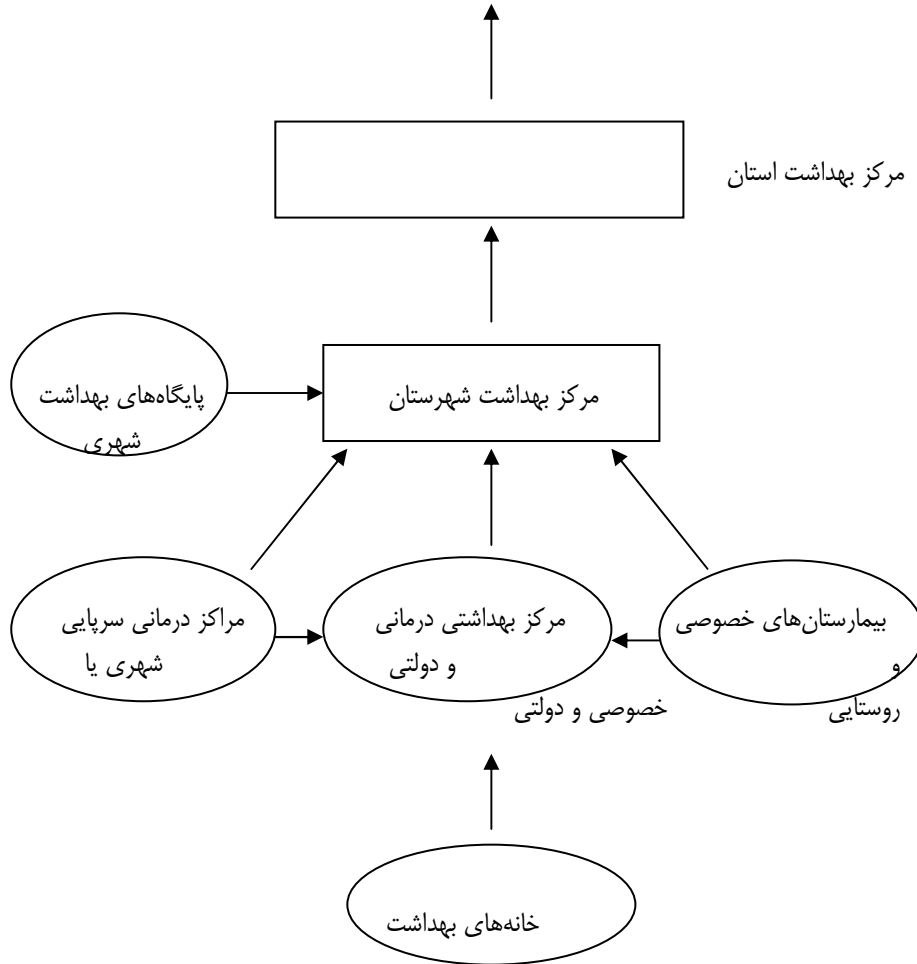 مرکز بهداشت استان
مرکز بهداشت شهرستان
پایگاه‌های بهداشت
شهری
بیمارستان‌های خصوصی
و
روستایی
مرکز بهداشتی درمانی
و دولتی
خصوصی و دولتی
مراکز درمانی سرپایی
شهری یا
خانه‌های بهداشت